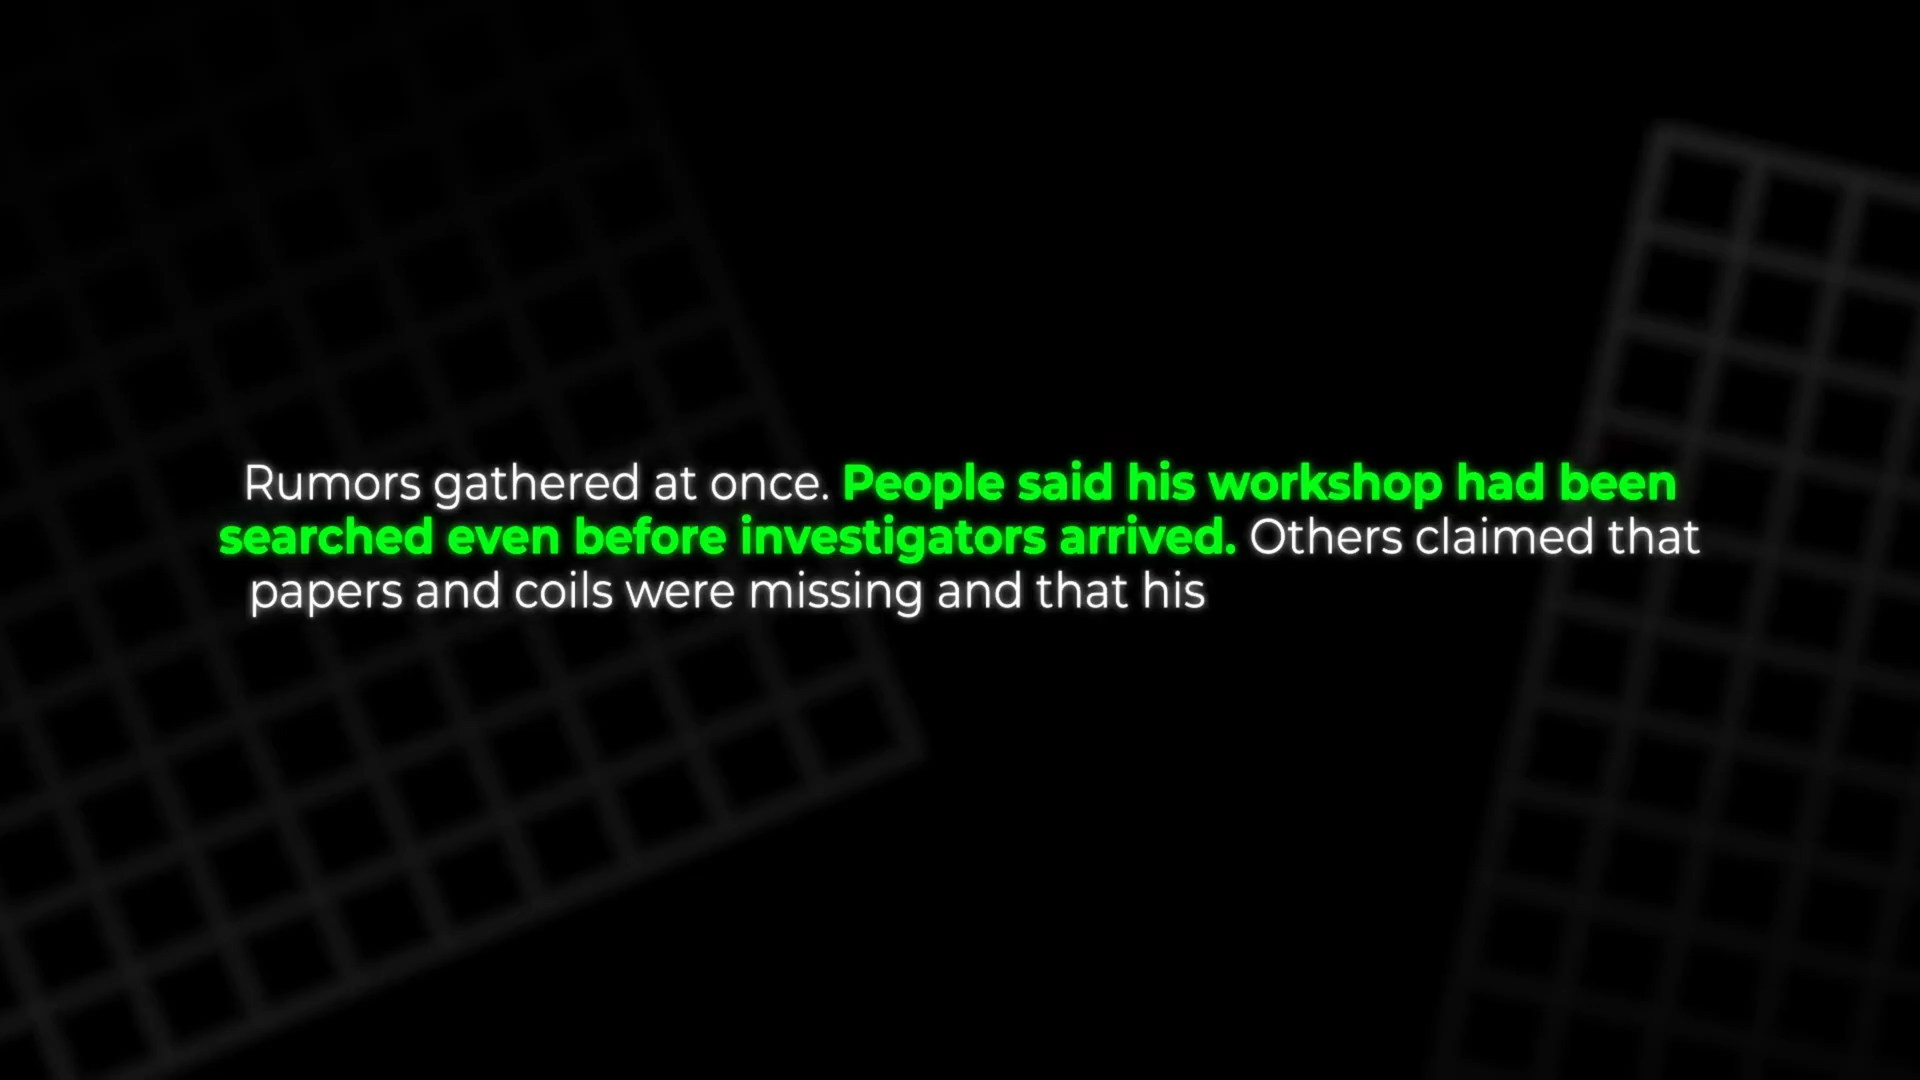 Rumors gathered at once. People said his workshop had been
searched even before investigators arrived. Others claimed that
papers and coils were missing and that his